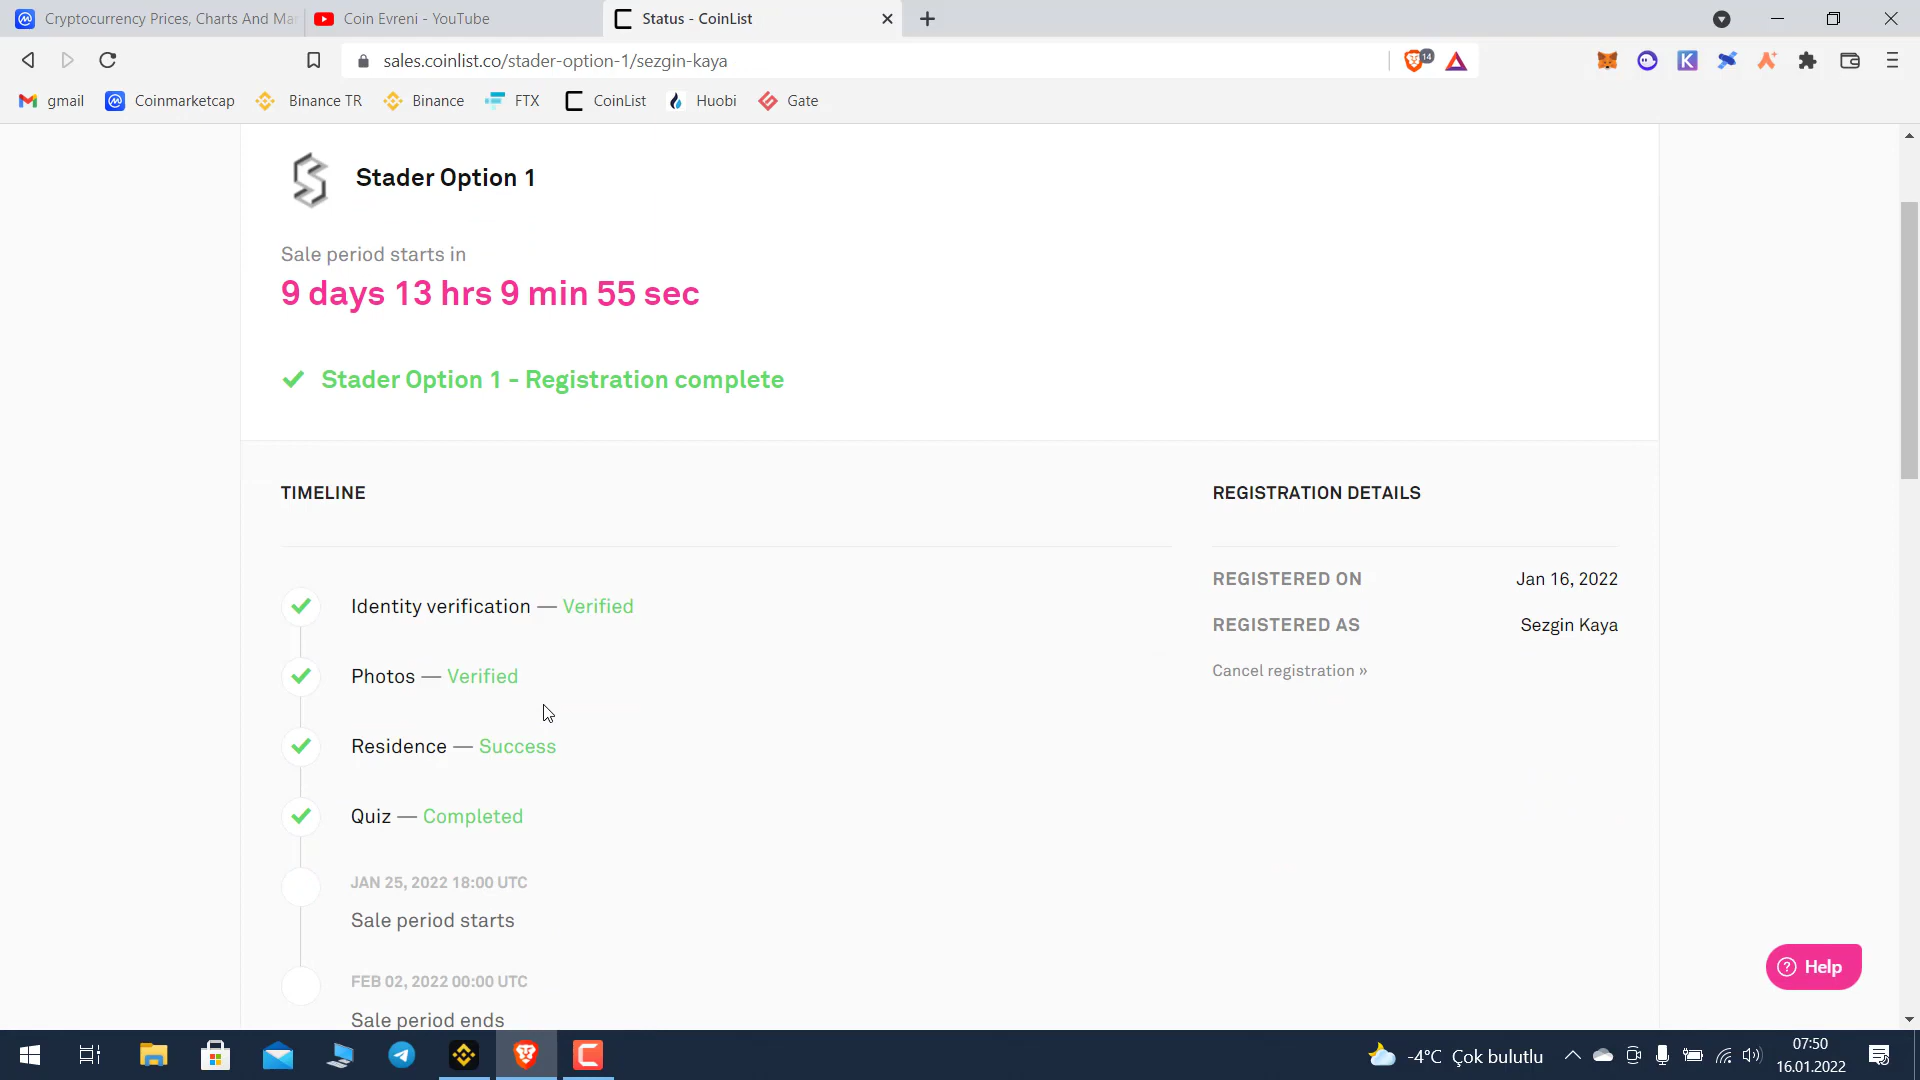 Cryptocurrency Prices, Charts And Ma
Coin Evreni - YouTube
Status - CoinList
sales.coinlist.co/stader-option-1/sezgin-kaya
14
gmail
Coinmarketcap
Binance TR
Binance
FTX
CoinList
Huobi
Gate
Stader Option 1
Sale period starts in
9 days 13 hrs 9 min 55 sec
Stader Option 1 - Registration complete
TIMELINE
Identity verification — Verified
Photos — Verified
Residence — Success
Quiz — Completed
JAN 25, 2022 18:00 UTC
Sale period starts
FEB 02, 2022 00:00 UTC
Sale period ends
REGISTRATION DETAILS
REGISTERED ON Jan 16, 2022
REGISTERED AS Sezgin Kaya
Cancel registration »
Help
-4°C Çok bulutlu
07:50
16.01.2022